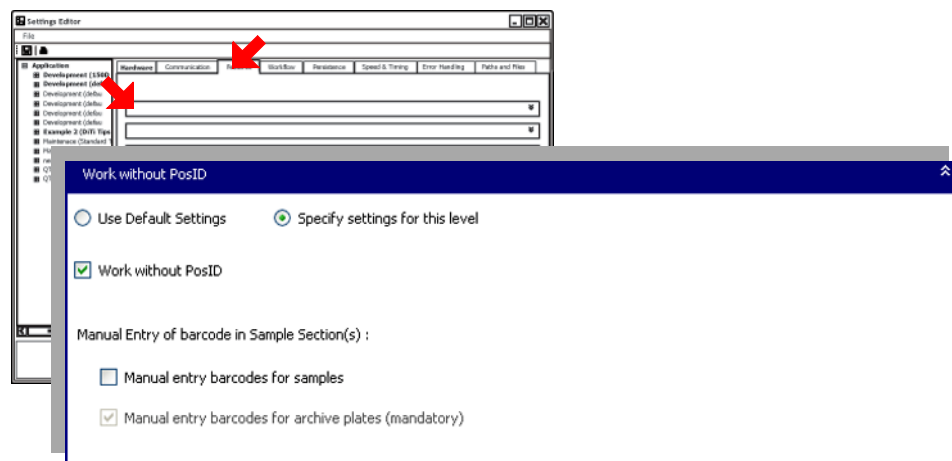 Settings Editor
File
Application
Hardware Communication Workflow Persistence Speed & Timing Error Handling Paths and Files
Development (1500
Development (def
Development (defau
Development (defau
Development (defau
Development (defau
Example 2 (DiTi Tips
Maintenace (Standard
Work without PosID
Use Default Settings Specify settings for this level
Work without PosID
Manual Entry of barcode in Sample Section(s) :
Manual entry barcodes for samples
Manual entry barcodes for archive plates (mandatory)